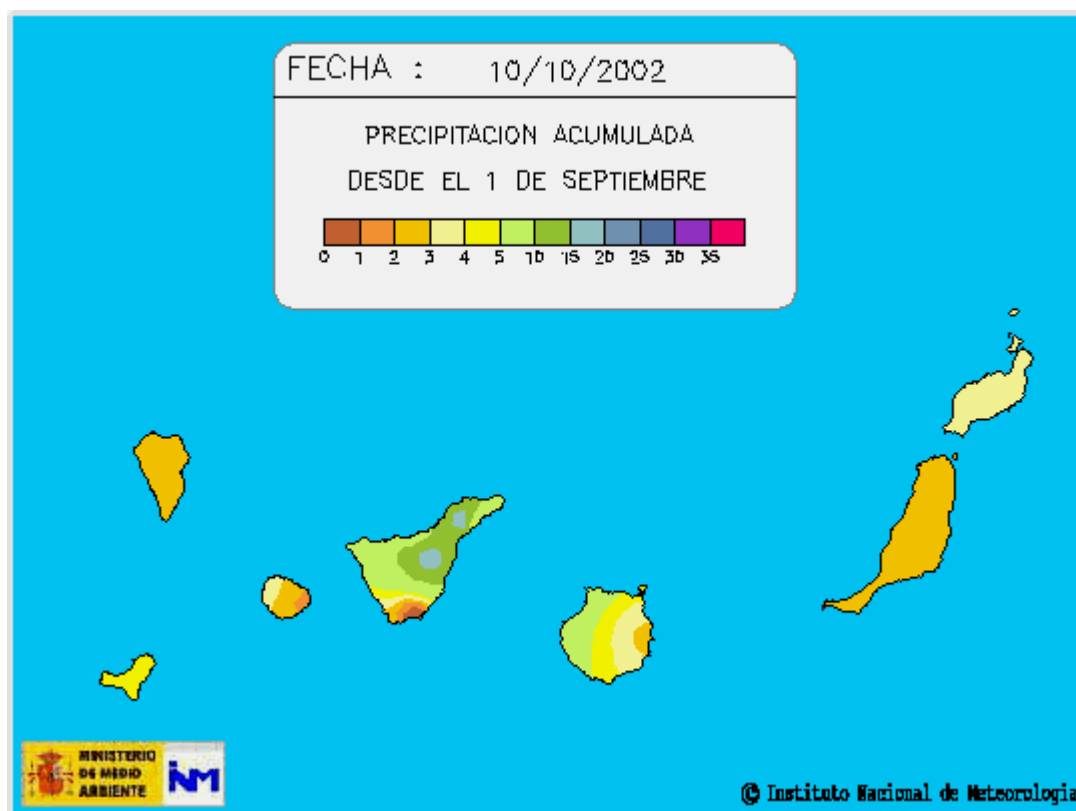 FECHA : 10/10/2002
PRECIPITACION ACUMULADA
DESDE EL 1 DE SEPTIEMBRE
0 1 2 3 4 5 10 15 20 25 30 35
MINISTERIO
DE MEDIO
AMBIENTE
INM
© Instituto Nacional de Meteorologia